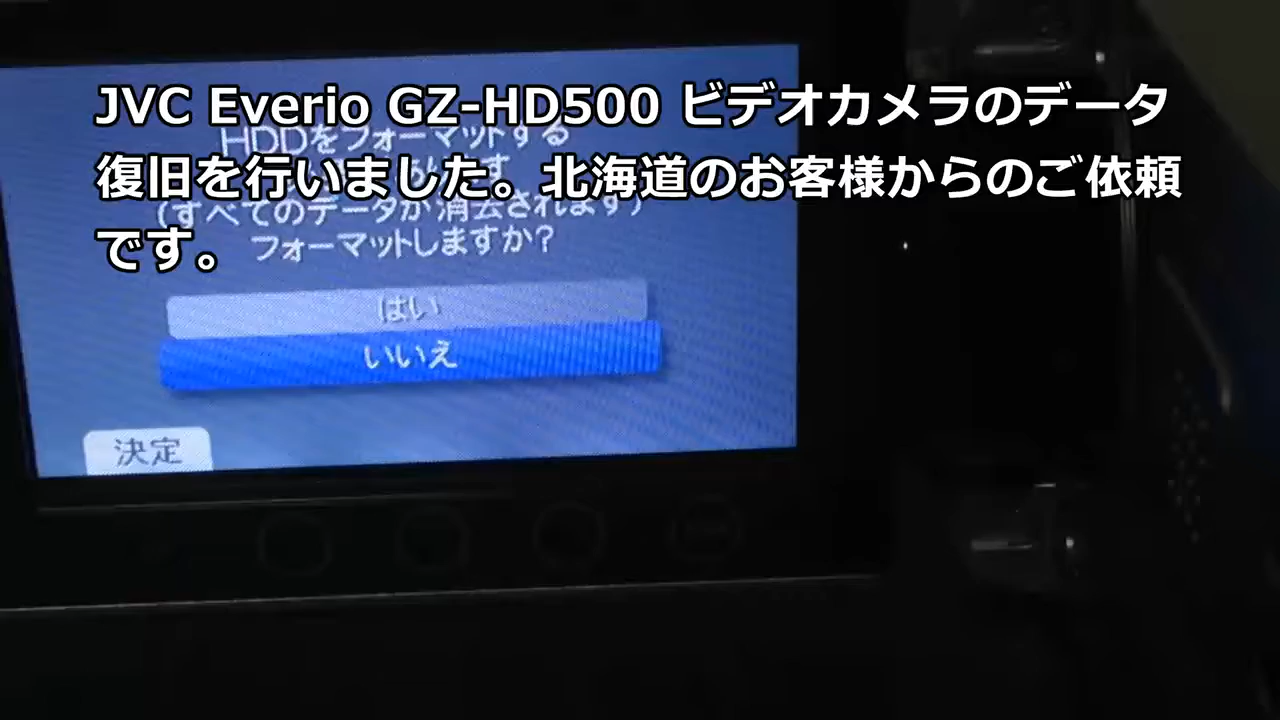 JVC Everio GZ-HD500 ビデオカメラのデータ
復旧を行いました。北海道のお客様からのご依頼
です。
HDDをフォーマットする
す
(すべてのデータが消去されます)
フォーマットしますか?
はい
いいえ
決定